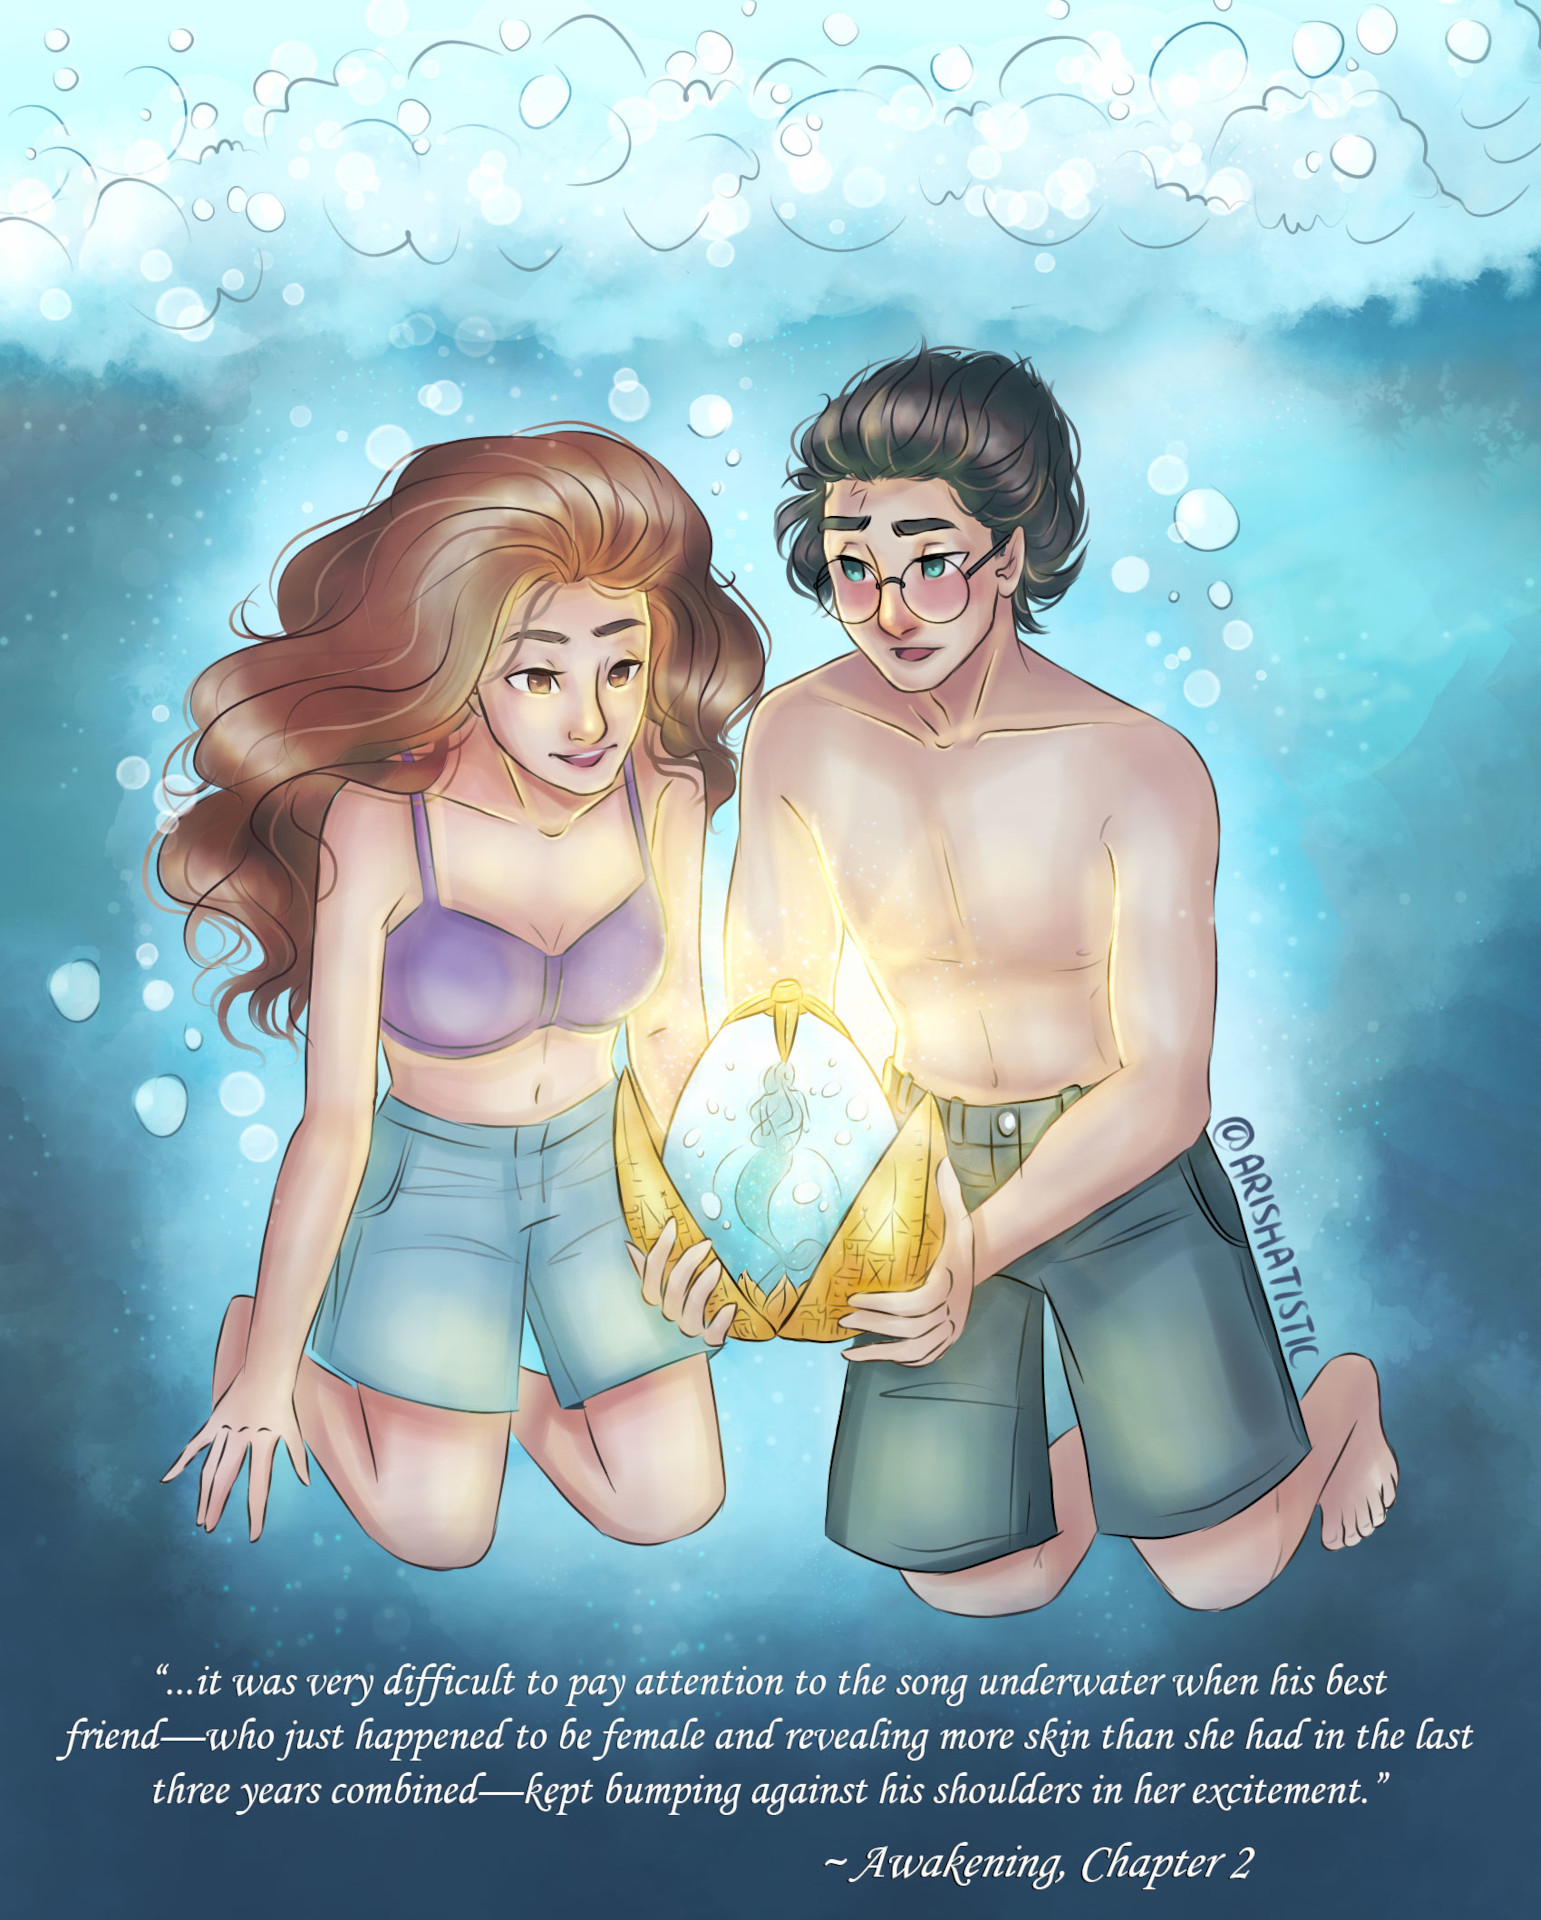 @ARISHATISTIC
“...it was very difficult to pay attention to the song underwater when his best
friend—who just happened to be female and revealing more skin than she had in the last
three years combined—kept bumping against his shoulders in her excitement.”
~ Awakening, Chapter 2